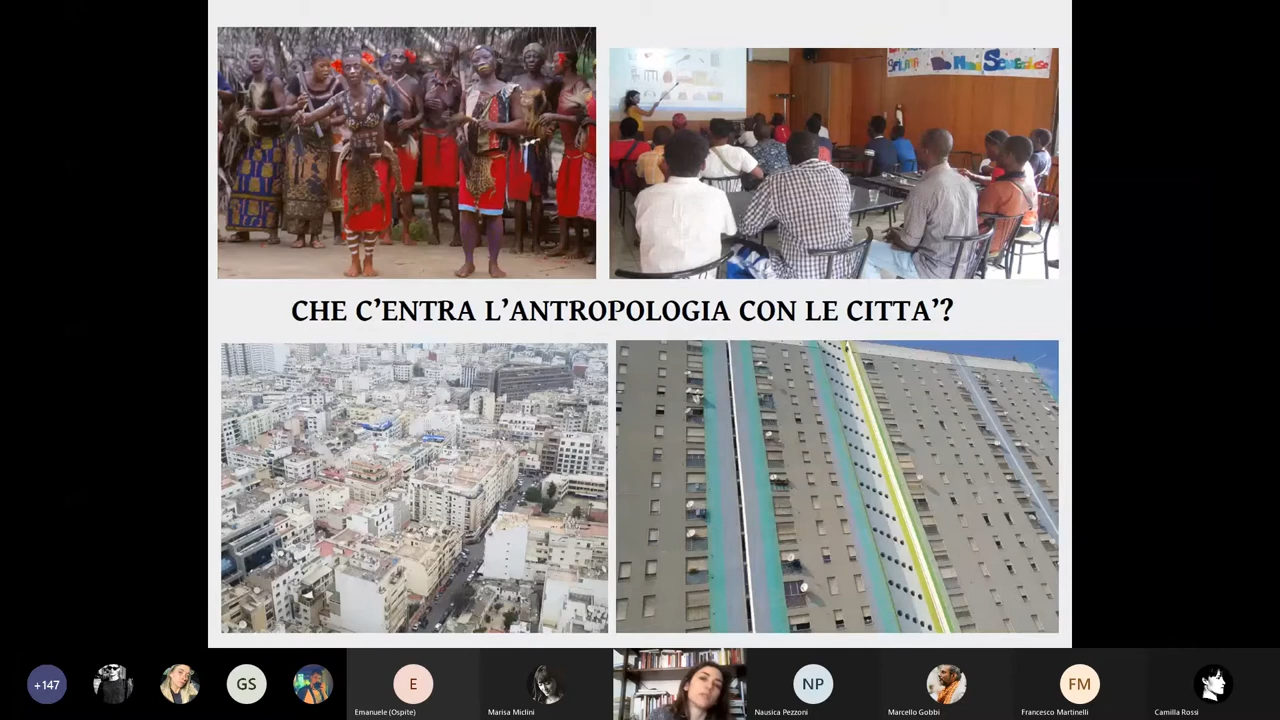 CHE C'ENTRA L'ANTROPOLOGIA CON LE CITTA'?
+147
GS
E
Emanuele (Ospite)
Marisa Miclini
NP
Nausica Pezzoni
Marcello Gobbi
FM
Francesco Martinelli
Camilla Rossi